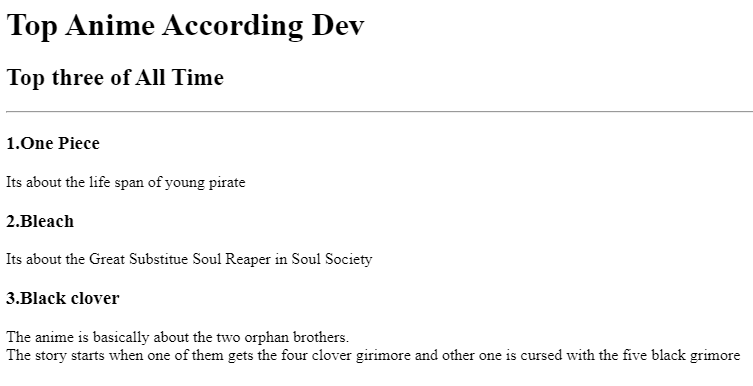 Top Anime According Dev
Top three of All Time
1.One Piece
Its about the life span of young pirate
2.Bleach
Its about the Great Substitue Soul Reaper in Soul Society
3.Black clover
The anime is basically about the two orphan brothers.
The story starts when one of them gets the four clover girimore and other one is cursed with the five black grimore